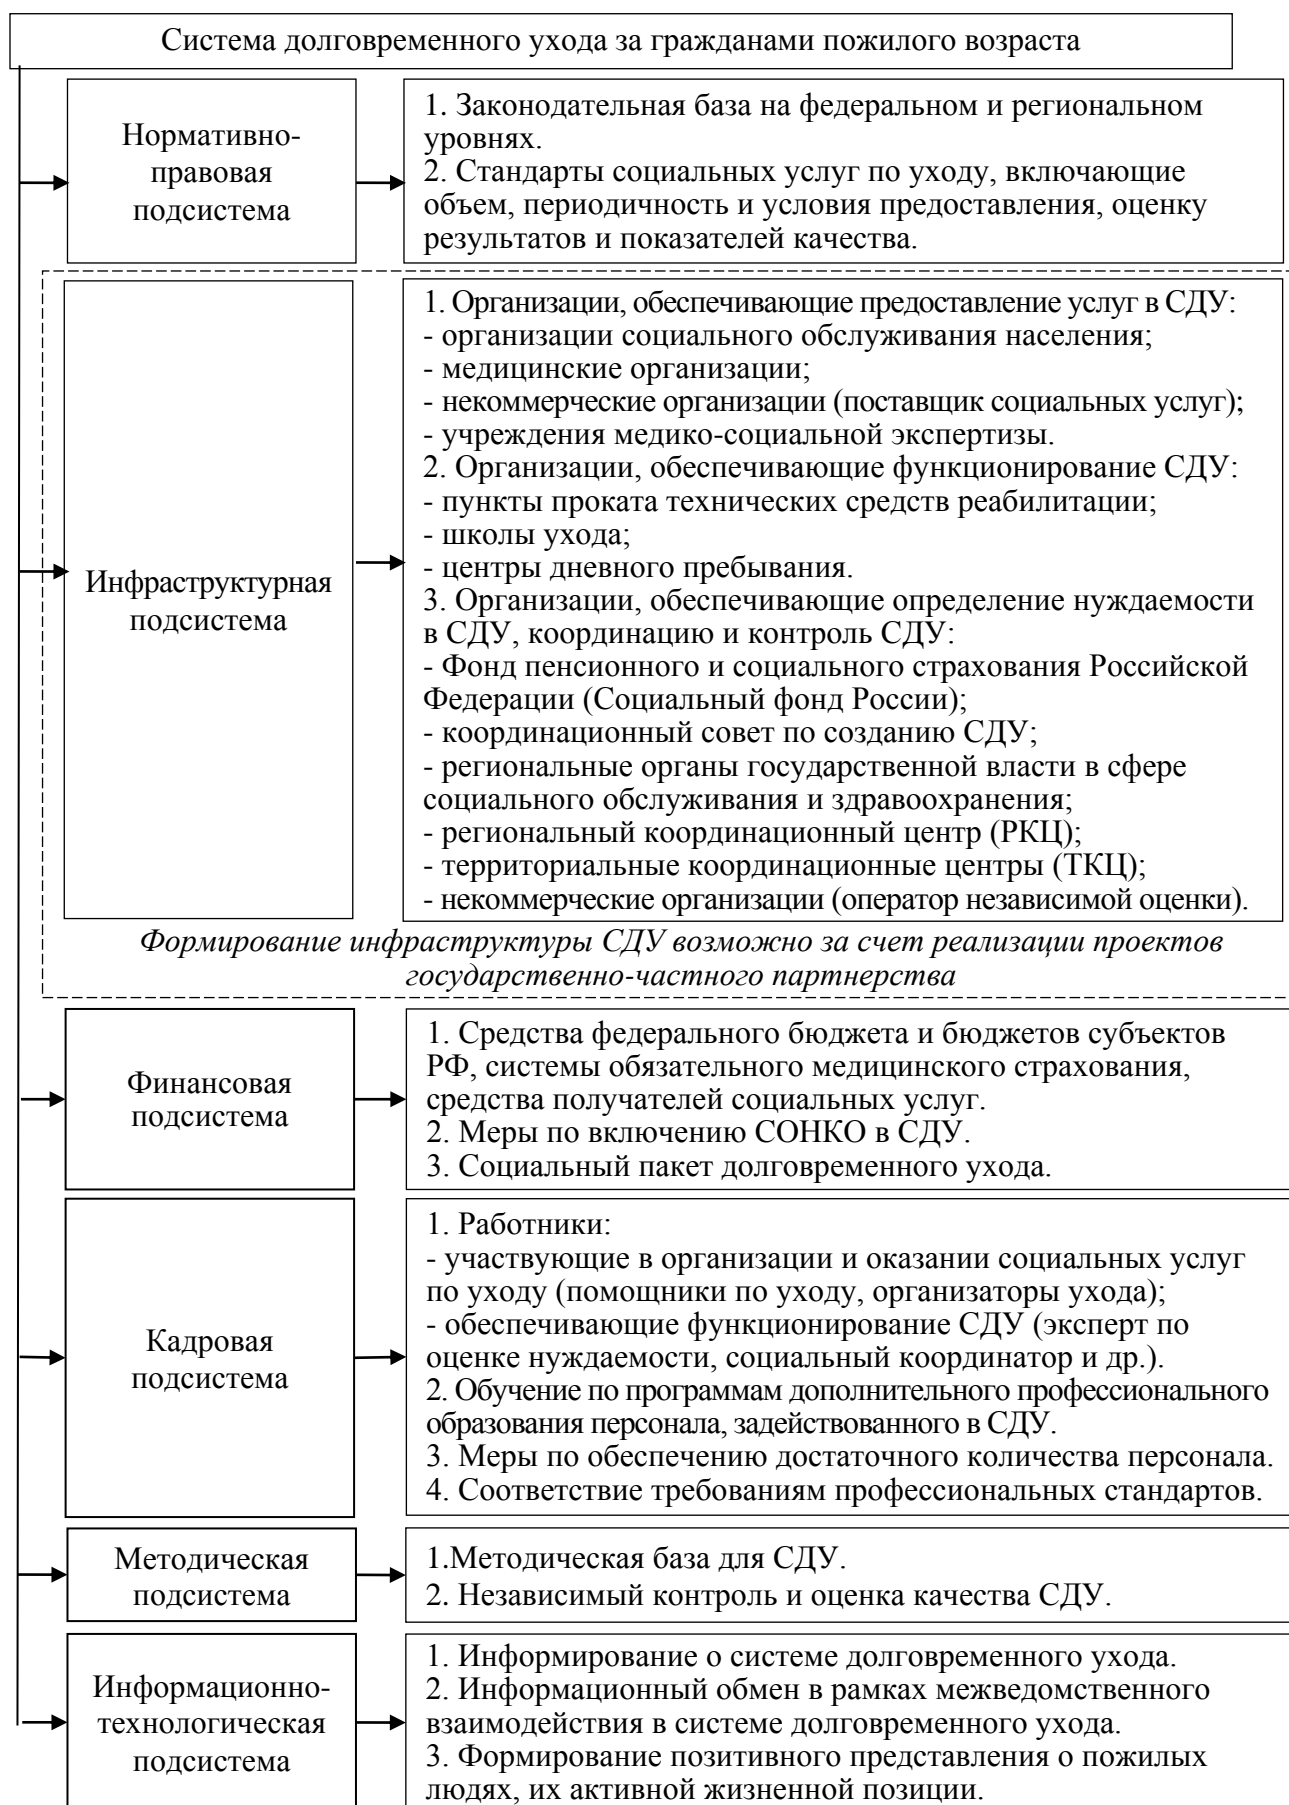 Система долговременного ухода за гражданами пожилого возраста
Нормативно-
правовая
подсистема
1. Законодательная база на федеральном и региональном
уровнях.
2. Стандарты социальных услуг по уходу, включающие
объем, периодичность и условия предоставления, оценку
результатов и показателей качества.
Инфраструктурная
подсистема
1. Организации, обеспечивающие предоставление услуг в СДУ:
- организации социального обслуживания населения;
- медицинские организации;
- некоммерческие организации (поставщик социальных услуг);
- учреждения медико-социальной экспертизы.
2. Организации, обеспечивающие функционирование СДУ:
- пункты проката технических средств реабилитации;
- школы ухода;
- центры дневного пребывания.
3. Организации, обеспечивающие определение нуждаемости
в СДУ, координацию и контроль СДУ:
- Фонд пенсионного и социального страхования Российской
Федерации (Социальный фонд России);
- координационный совет по созданию СДУ;
- региональные органы государственной власти в сфере
социального обслуживания и здравоохранения;
- региональный координационный центр (РКЦ);
- территориальные координационные центры (ТКЦ);
- некоммерческие организации (оператор независимой оценки).
Формирование инфраструктуры СДУ возможно за счет реализации проектов
государственно-частного партнерства
Финансовая
подсистема
1. Средства федерального бюджета и бюджетов субъектов
РФ, системы обязательного медицинского страхования,
средства получателей социальных услуг.
2. Меры по включению СОНКО в СДУ.
3. Социальный пакет долговременного ухода.
Кадровая
подсистема
1. Работники:
- участвующие в организации и оказании социальных услуг
по уходу (помощники по уходу, организаторы ухода);
- обеспечивающие функционирование СДУ (эксперт по
оценке нуждаемости, социальный координатор и др.).
2. Обучение по программам дополнительного профессионального
образования персонала, задействованного в СДУ.
3. Меры по обеспечению достаточного количества персонала.
4. Соответствие требованиям профессиональных стандартов.
Методическая
подсистема
1.Методическая база для СДУ.
2. Независимый контроль и оценка качества СДУ.
Информационно-
технологическая
подсистема
1. Информирование о системе долговременного ухода.
2. Информационный обмен в рамках межведомственного
взаимодействия в системе долговременного ухода.
3. Формирование позитивного представления о пожилых
людях, их активной жизненной позиции.